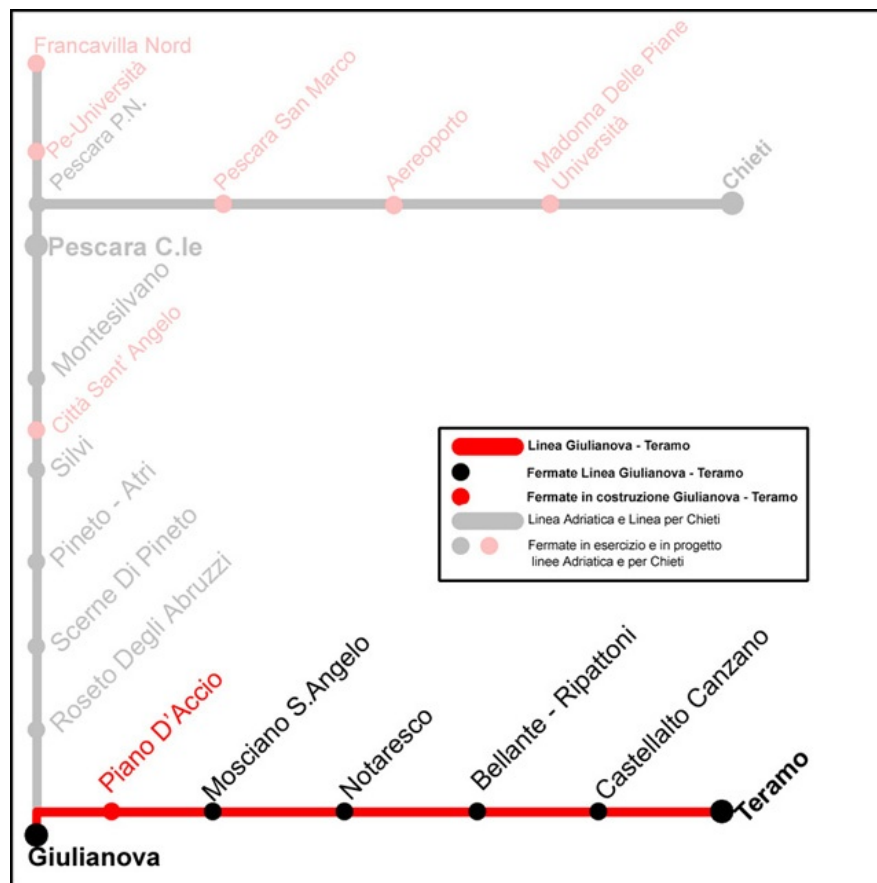 Francavilla Nord
Pe-Università
Pescara P.N.
Pescara San Marco
Aereoporto
Madonna Delle Piane
Università
Chieti
Pescara C.le
Montesilvano
Città Sant' Angelo
Silvi
Pineto - Atri
Scerne Di Pineto
Roseto Degli Abruzzi
Linea Giulianova - Teramo
Fermate Linea Giulianova - Teramo
Fermate in costruzione Giulianova - Teramo
Linea Adriatica e Linea per Chieti
Fermate in esercizio e in progetto
linee Adriatica e per Chieti
Piano D'Accio
Mosciano S.Angelo
Notaresco
Bellante - Ripattoni
Castellalto Canzano
Teramo
Giulianova